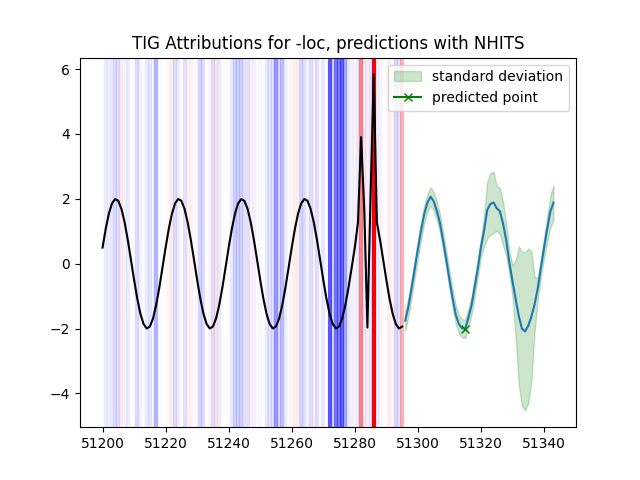 TIG Attributions for -loc, predictions with NHITS
6
4
2
0
−2
−4
standard deviation
predicted point
51200 51220 51240 51260 51280 51300 51320 51340